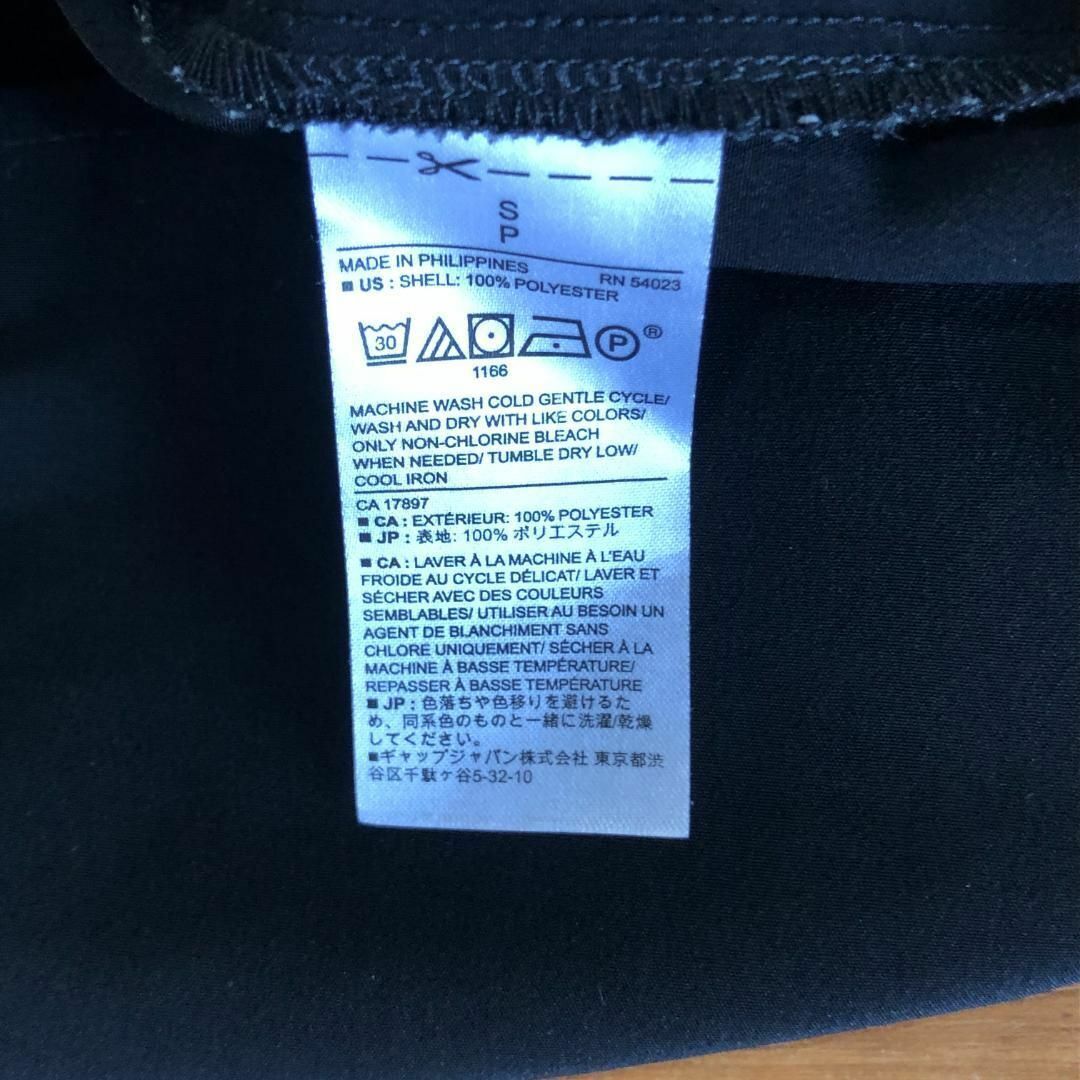 S
P
MADE IN PHILIPPINES RN 54023
■ US : SHELL: 100% POLYESTER
30 P ®
1166
MACHINE WASH COLD GENTLE CYCLE/
WASH AND DRY WITH LIKE COLORS/
ONLY NON-CHLORINE BLEACH
WHEN NEEDED/ TUMBLE DRY LOW/
COOL IRON
CA 17897
■ CA : EXTÉRIEUR: 100% POLYESTER
■ JP : 表地: 100% ポリエステル
■ CA : LAVER À LA MACHINE À L'EAU
FROIDE AU CYCLE DÉLICAT/ LAVER ET
SÉCHER AVEC DES COULEURS
SEMBLABLES/ UTILISER AU BESOIN UN
AGENT DE BLANCHIMENT SANS
CHLORE UNIQUEMENT/ SÉCHER À LA
MACHINE À BASSE TEMPÉRATURE/
REPASSER À BASSE TEMPÉRATURE
■ JP : 色落ちや色移りを避けるた
め、同系色のものと一緒に洗濯/乾燥
してください。
■ギャップジャパン株式会社 東京都渋
谷区千駄ヶ谷5-32-10